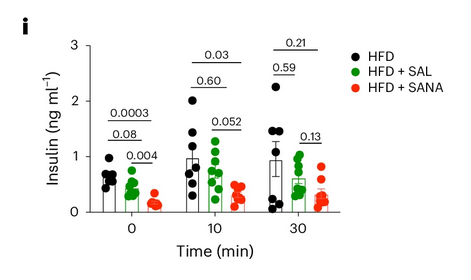 i
3
2
1
0
Insulin (ng ml⁻¹)
0.0003
0.08
0.004
0.03
0.60
0.052
0.21
0.59
0.13
0 10 30
Time (min)
HFD
HFD + SAL
HFD + SANA